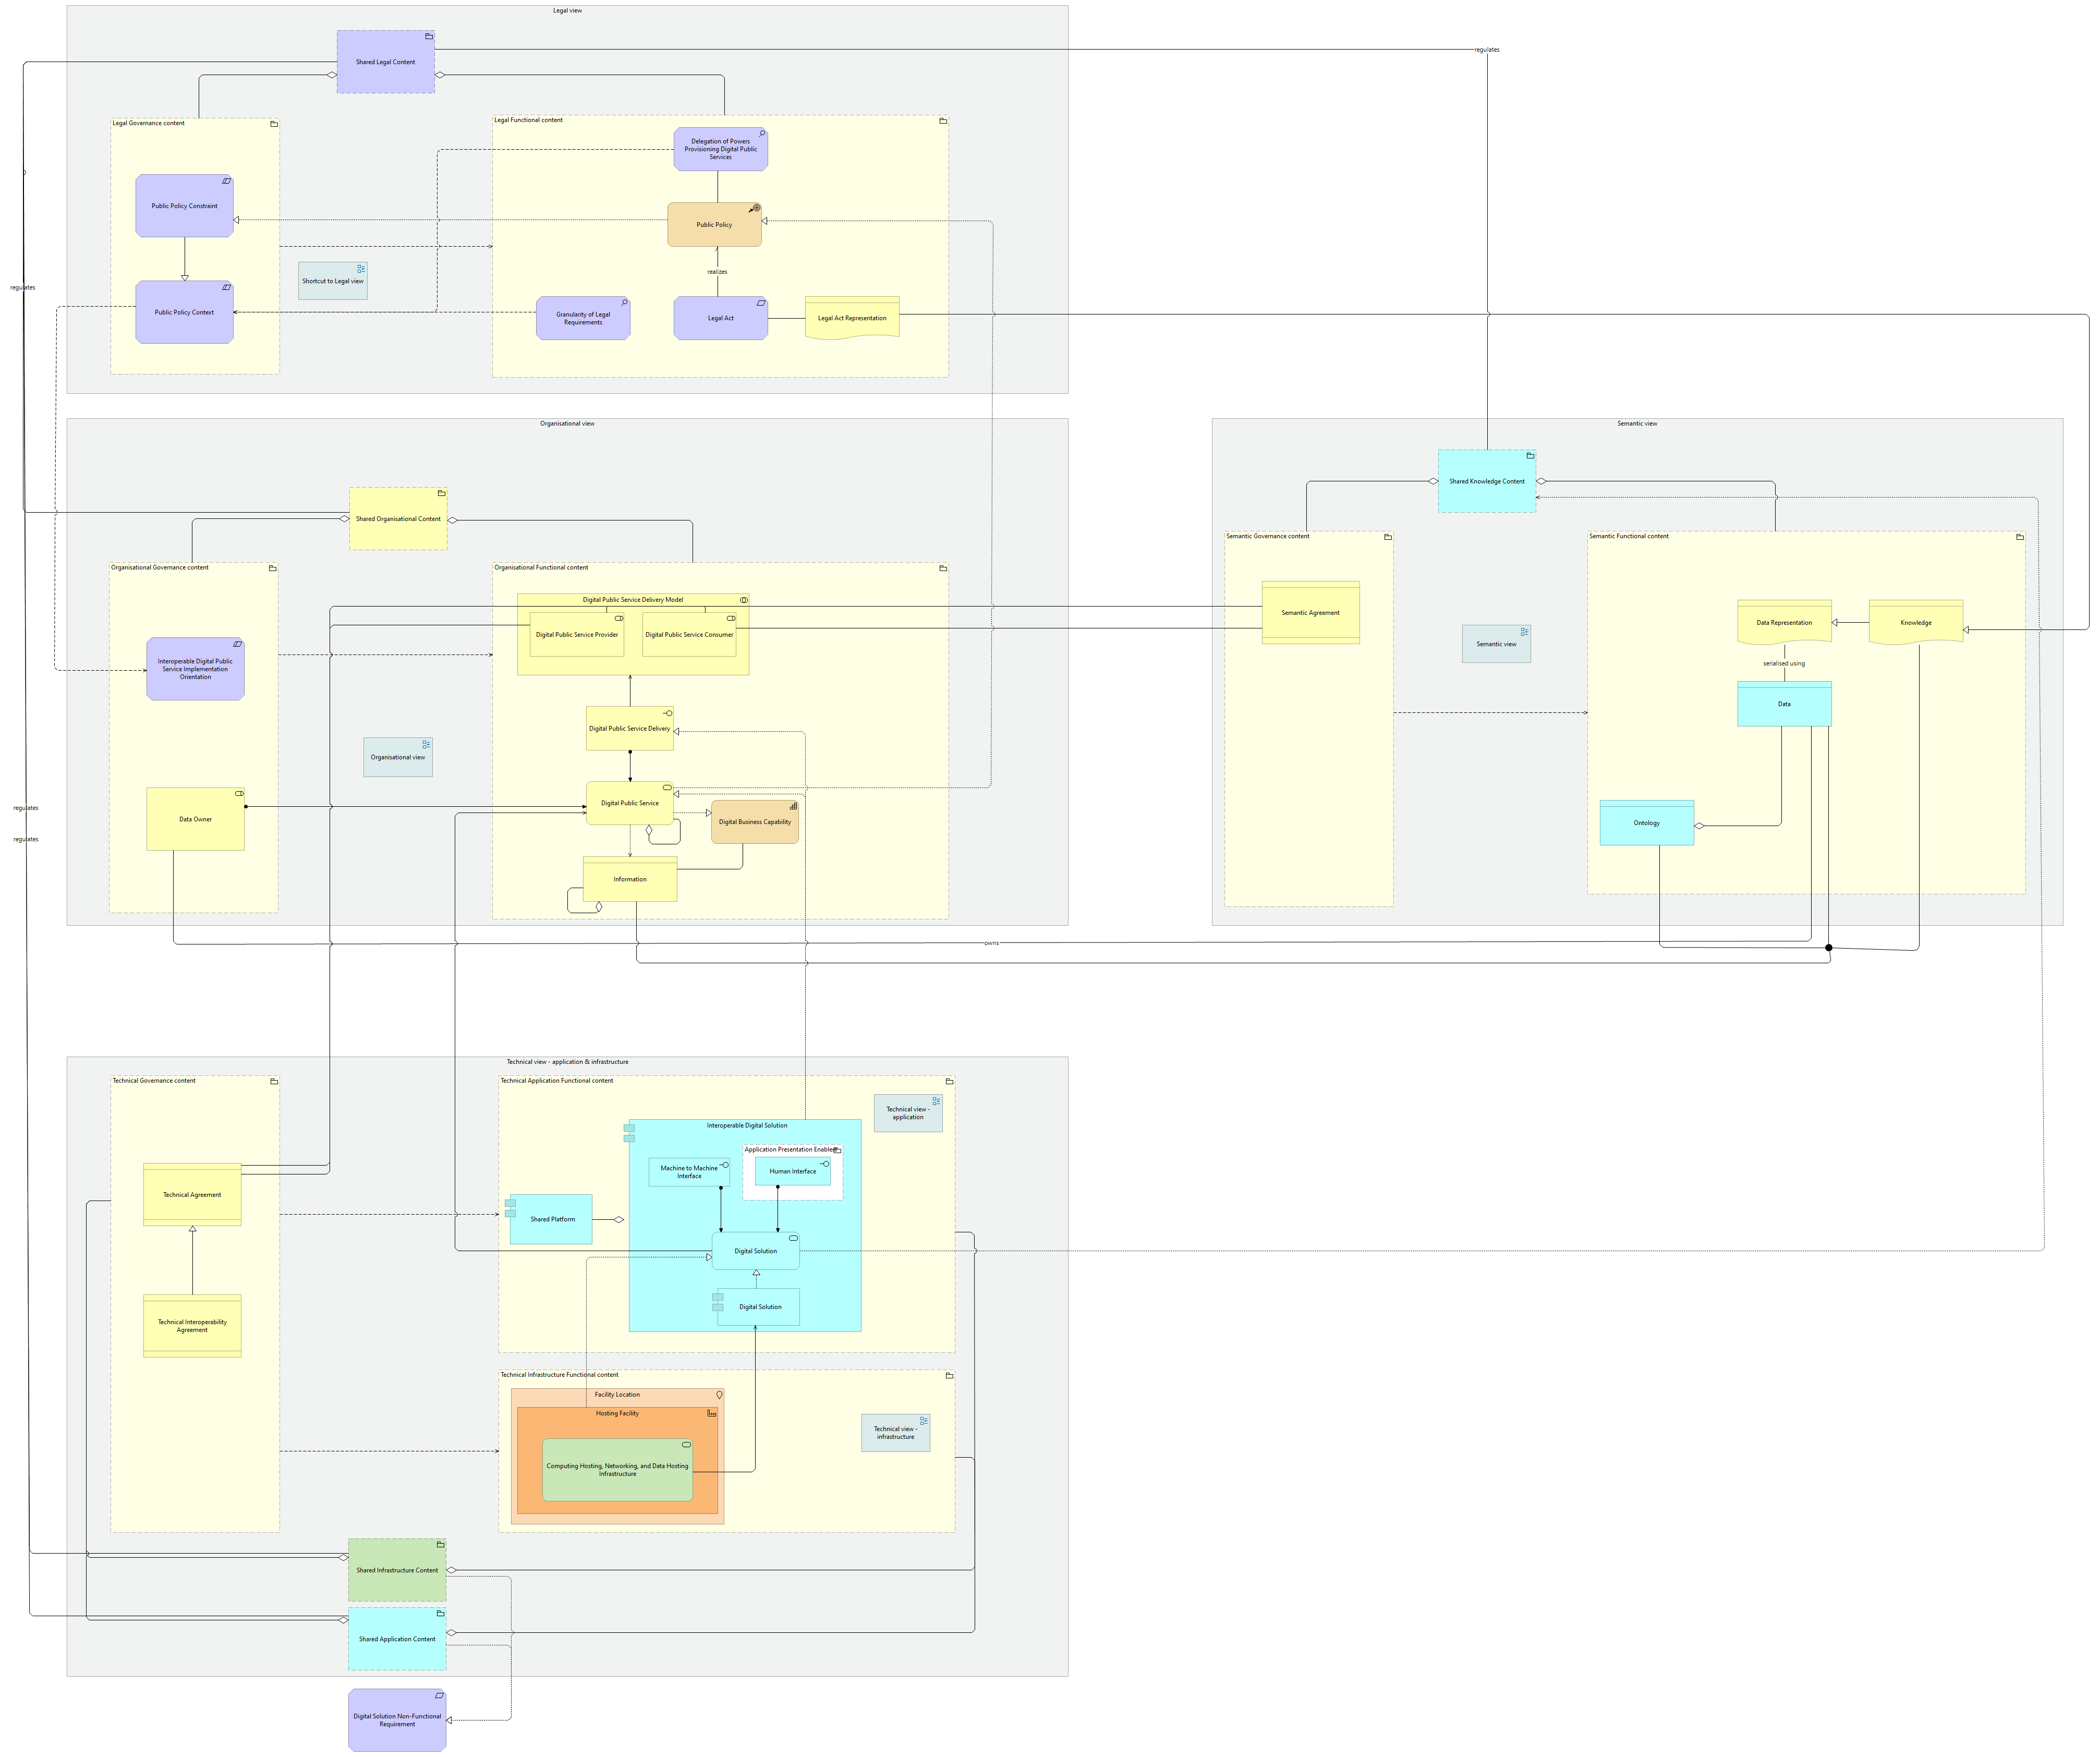 Legal view
Shared Legal Content
regulates
Legal Governance content
Legal Functional content
Delegation of Powers
Provisioning Digital Public
Services
Public Policy Constraint
Public Policy
realizes
Shortcut to Legal view
regulates
Public Policy Context
Granularity of Legal
Requirements
Legal Act
Legal Act Representation
Organisational view
Shared Organisational Content
Organisational Governance content
Organisational Functional content
Digital Public Service Delivery Model
Digital Public Service Provider
Digital Public Service Consumer
Interoperable Digital Public
Service Implementation
Orientation
Digital Public Service Delivery
Organisational view
Digital Public Service
Digital Business Capability
Data Owner
regulates
regulates
Information
owns
Semantic view
Shared Knowledge Content
Semantic Governance content
Semantic Functional content
Semantic Agreement
Semantic view
Data Representation
Knowledge
serialised using
Data
Ontology
Technical view - application & infrastructure
Technical Governance content
Technical Application Functional content
Technical view -
application
Interoperable Digital Solution
Application Presentation Enabler
Machine to Machine
Interface
Human Interface
Technical Agreement
Shared Platform
Digital Solution
Digital Solution
Technical Interoperability
Agreement
Technical Infrastructure Functional content
Facility Location
Hosting Facility
Technical view -
infrastructure
Computing Hosting, Networking, and Data Hosting
Infrastructure
Shared Infrastructure Content
Shared Application Content
Digital Solution Non-Functional
Requirement